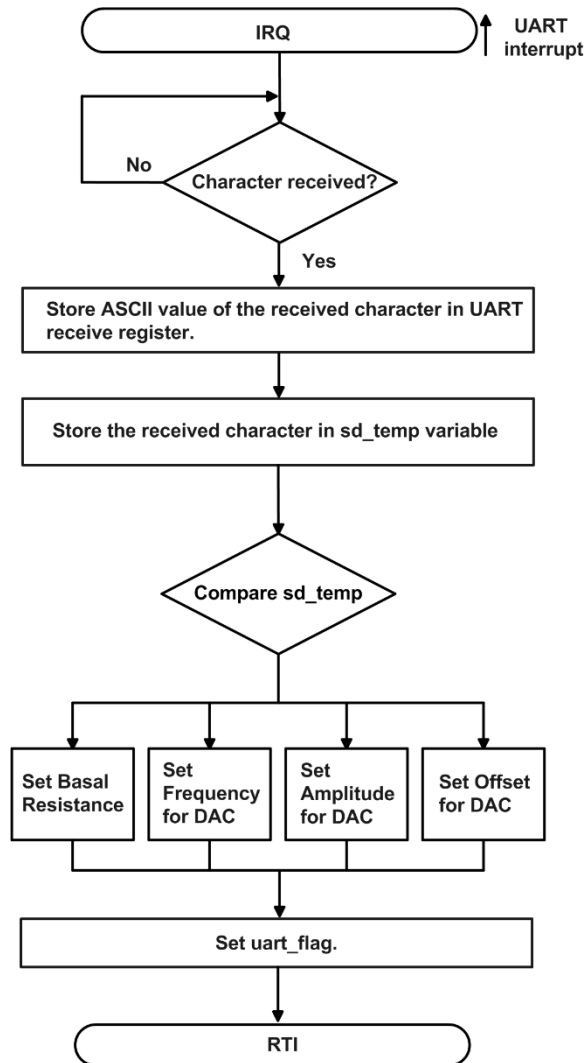 IRQ
UART
interrupt
No
Character received?
Yes
Store ASCII value of the received character in UART
receive register.
Store the received character in sd_temp variable
Compare sd_temp
Set Basal
Resistance
Set
Frequency
for DAC
Set
Amplitude
for DAC
Set Offset
for DAC
Set uart_flag.
RTI